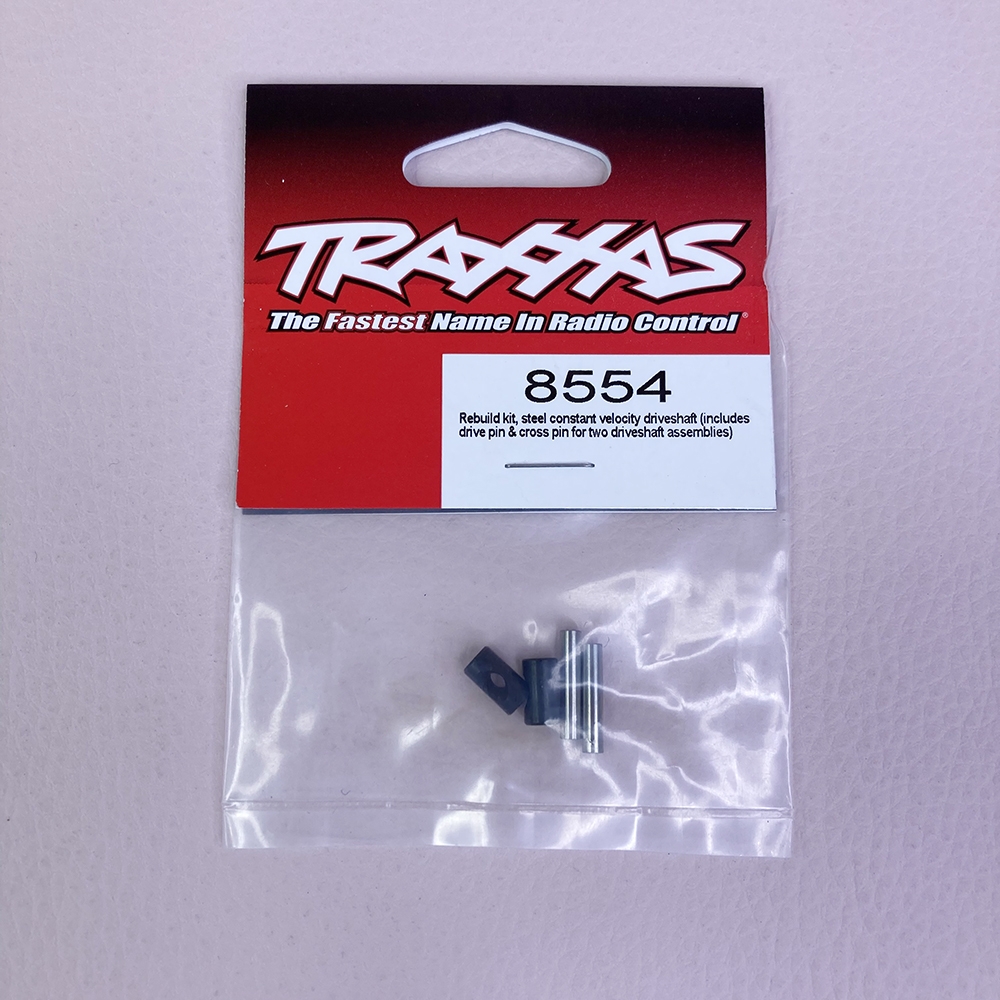 TRAXXAS
The Fastest Name In Radio Control®
8554
Rebuild kit, steel constant velocity driveshaft (includes
drive pin & cross pin for two driveshaft assemblies)